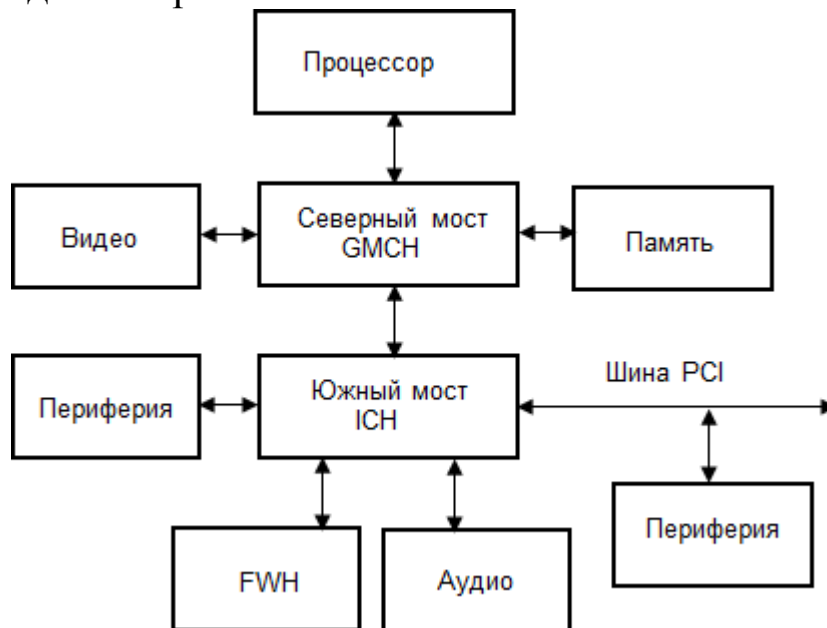 Процессор
Видео
Северный мост
GMCH
Память
Шина PCI
Периферия
Южный мост
ICH
Периферия
FWH
Аудио